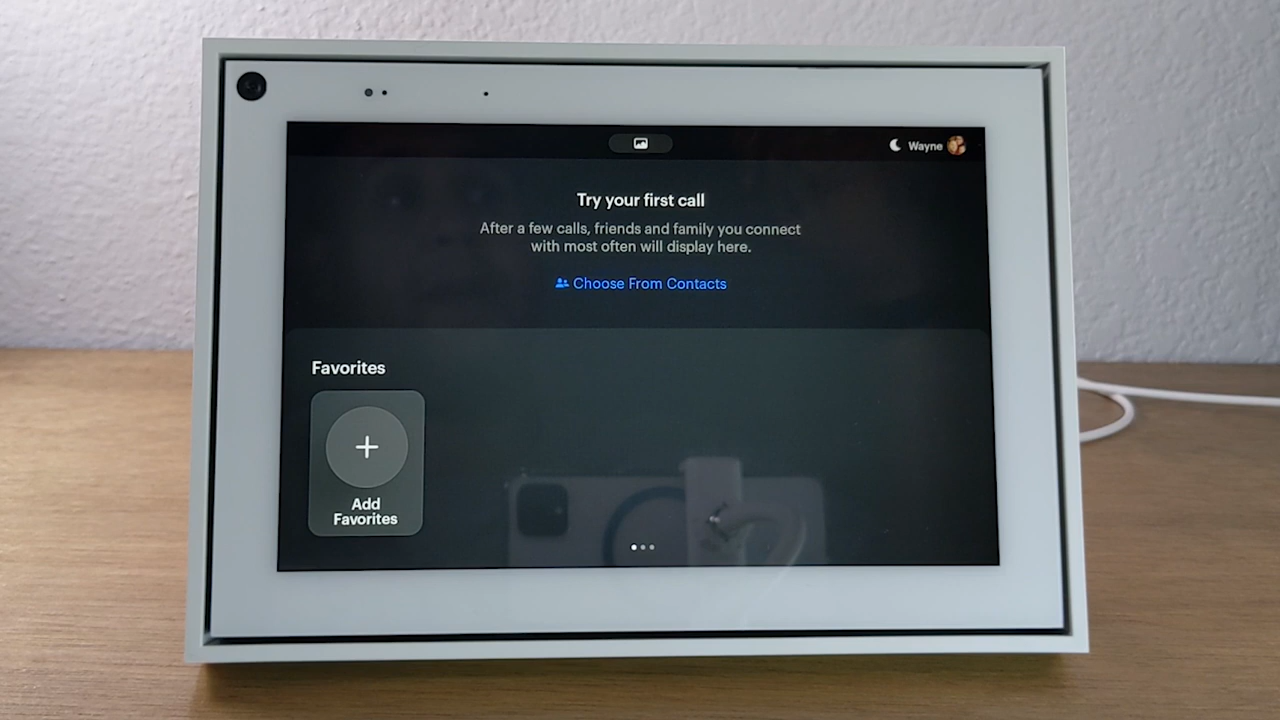 Wayne
Try your first call
After a few calls, friends and family you connect
with most often will display here.
Choose From Contacts
Favorites
Add
Favorites